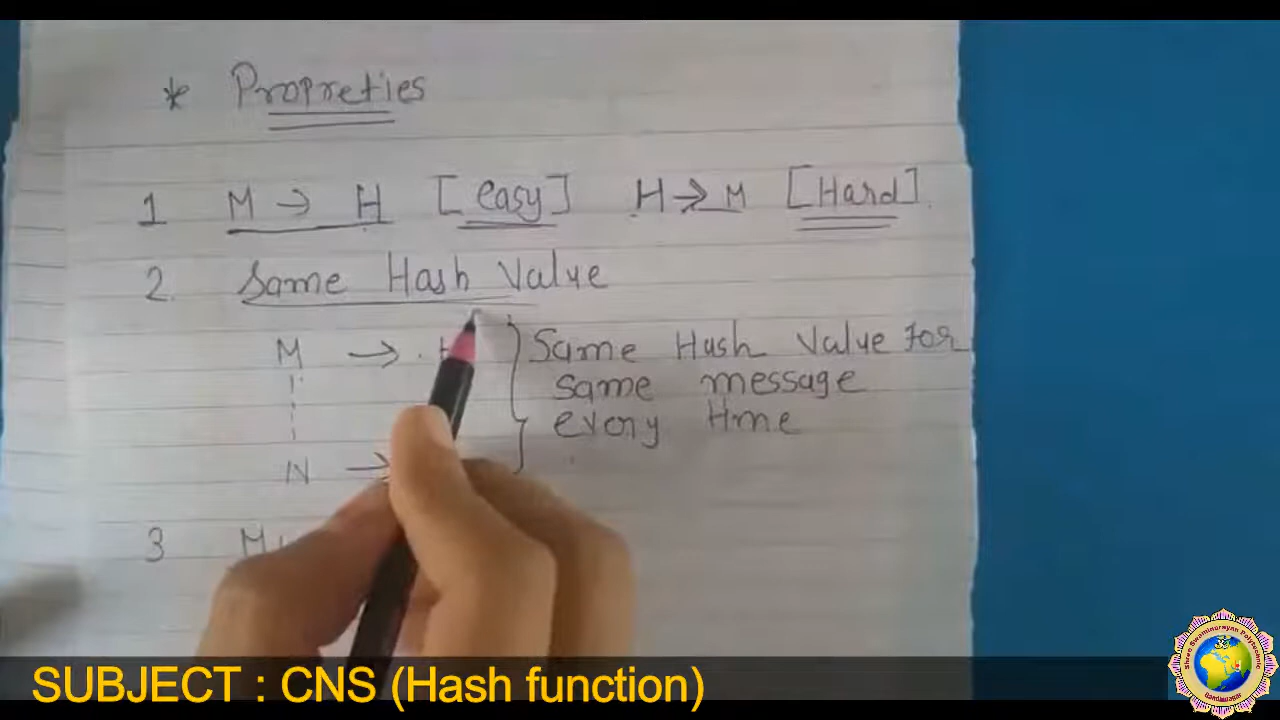 * Propreties
1 M → H [easy] H → M [Hard].
2. Same Hash Value
M → . H } Same Hash Value For
same message
every time
N →
3
SUBJECT : CNS (Hash function)